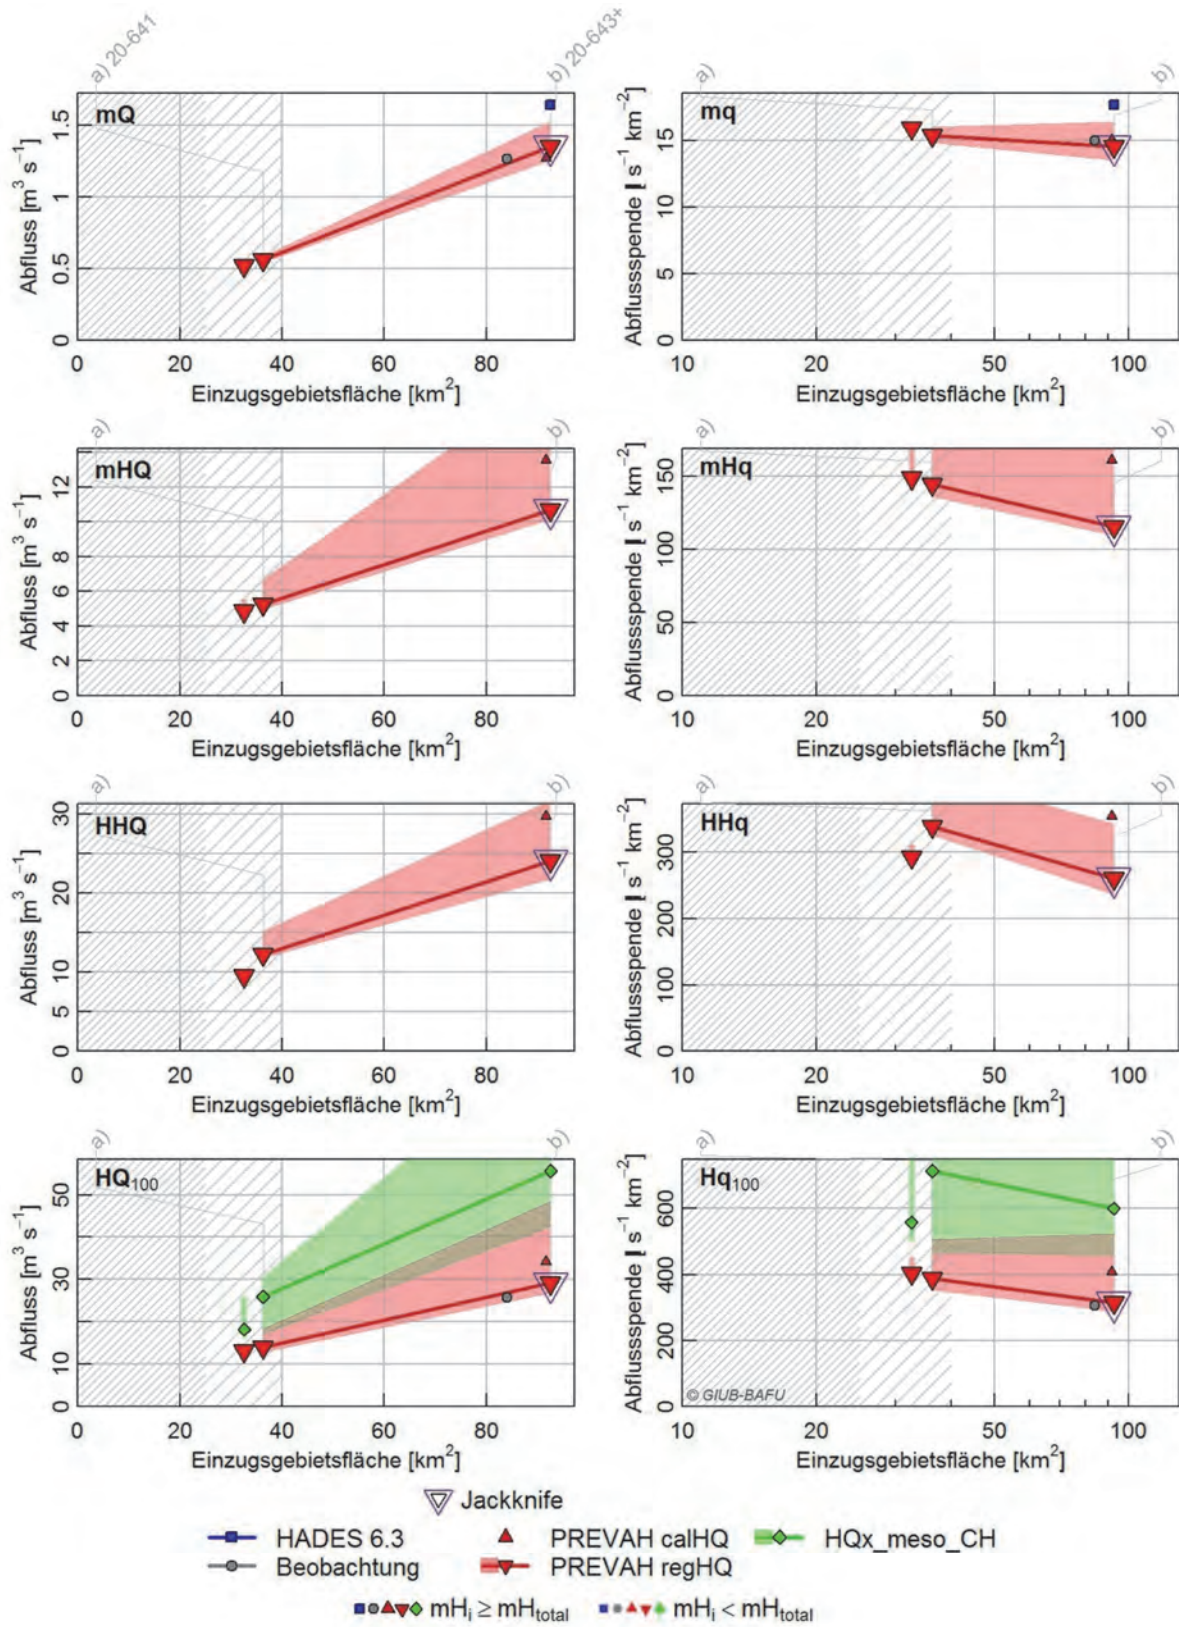 a) 20-641
b) 20-643+
mQ
Abfluss [m³ s⁻¹]
0 0.5 1 1.5
0 20 40 60 80
Einzugsgebietsfläche [km²]
a)
b)
mq
Abflussspende [l s⁻¹ km⁻²]
0 5 10 15
10 20 50 100
Einzugsgebietsfläche [km²]
a)
b)
mHQ
Abfluss [m³ s⁻¹]
0 2 4 6 8 10 12
0 20 40 60 80
Einzugsgebietsfläche [km²]
a)
b)
mHq
Abflussspende [l s⁻¹ km⁻²]
0 50 100 150
10 20 50 100
Einzugsgebietsfläche [km²]
a)
b)
HHQ
Abfluss [m³ s⁻¹]
0 5 10 20 30
0 20 40 60 80
Einzugsgebietsfläche [km²]
a)
b)
HHq
Abflussspende [l s⁻¹ km⁻²]
0 100 200 300
10 20 50 100
Einzugsgebietsfläche [km²]
a)
b)
HQ₁₀₀
Abfluss [m³ s⁻¹]
0 10 30 50
0 20 40 60 80
Einzugsgebietsfläche [km²]
a)
b)
Hq₁₀₀
Abflussspende [l s⁻¹ km⁻²]
0 200 400 600
© GIUB-BAFU
10 20 50 100
Einzugsgebietsfläche [km²]
Jackknife
HADES 6.3 PREVAH calHQ HQx_meso_CH
Beobachtung PREVAH regHQ
mHᵢ ≥ mH_total mHᵢ < mH_total